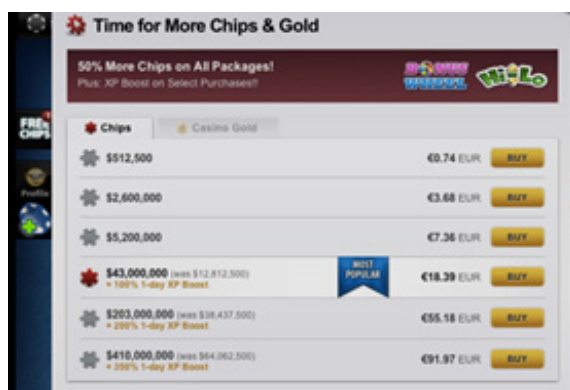 Time for More Chips & Gold
50% More Chips on All Packages!
Plus: XP Boost on Select Purchases!!
BONUS
WHEEL
Hi Lo
FREE
CHIPS
Profile
Chips
Casino Gold
$512,500 €0.74 EUR BUY
$2,600,000 €3.68 EUR BUY
$5,200,000 €7.36 EUR BUY
MOST
POPULAR
$43,000,000 (was $12,812,500) €18.39 EUR BUY
+ 100% 1-day XP Boost
$203,000,000 (was $38,437,500) €55.18 EUR BUY
+ 200% 1-day XP Boost
$410,000,000 (was $64,062,500) €91.97 EUR BUY
+ 350% 1-day XP Boost